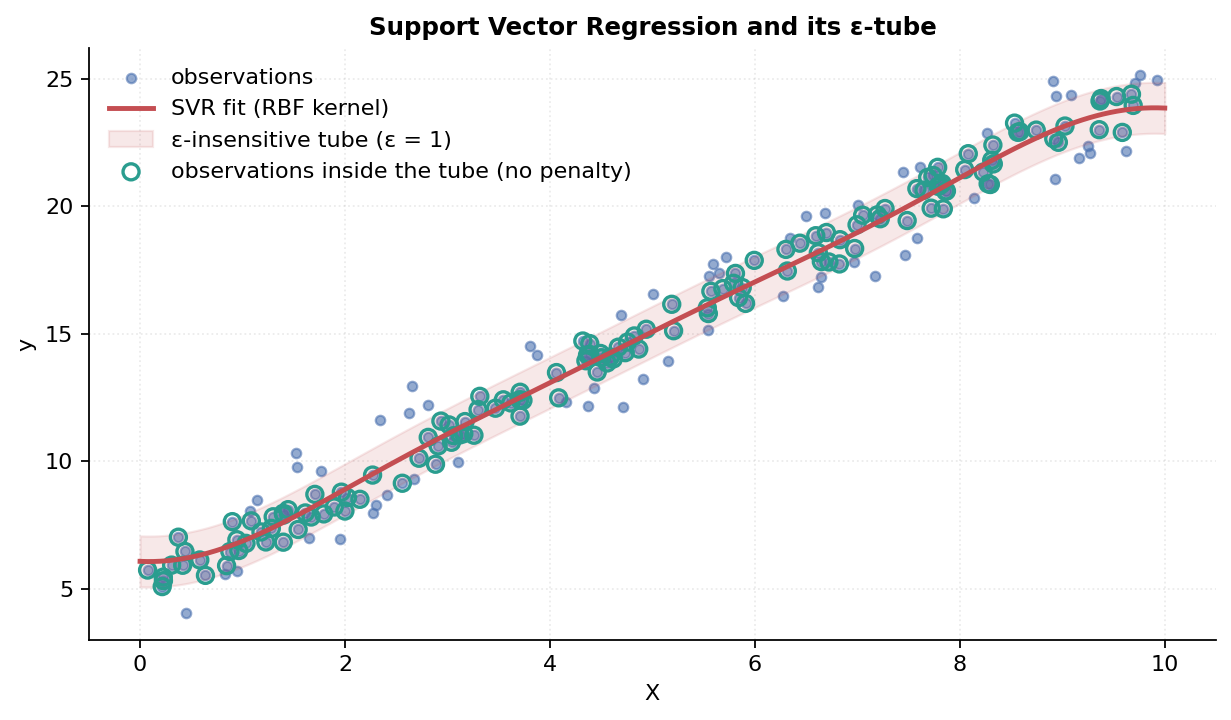 Support Vector Regression and its ε-tube
observations
SVR fit (RBF kernel)
ε-insensitive tube (ε = 1)
observations inside the tube (no penalty)
25
20
15
10
5
y
0 2 4 6 8 10
X